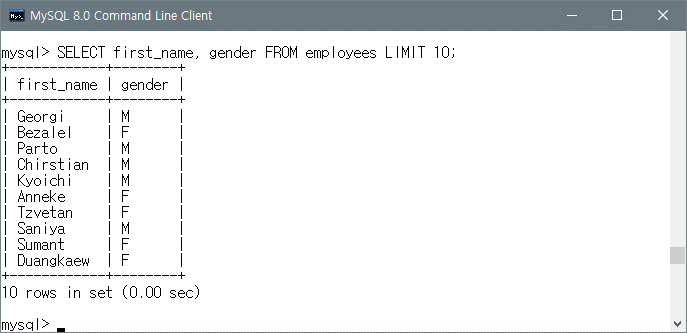 MySQL 8.0 Command Line Client
mysql> SELECT first_name, gender FROM employees LIMIT 10;
+------------+--------+
| first_name | gender |
+------------+--------+
| Georgi     | M      |
| Bezalel    | F      |
| Parto      | M      |
| Chirstian  | M      |
| Kyoichi    | M      |
| Anneke     | F      |
| Tzvetan    | F      |
| Saniya     | M      |
| Sumant     | F      |
| Duangkaew  | F      |
+------------+--------+
10 rows in set (0.00 sec)
mysql>